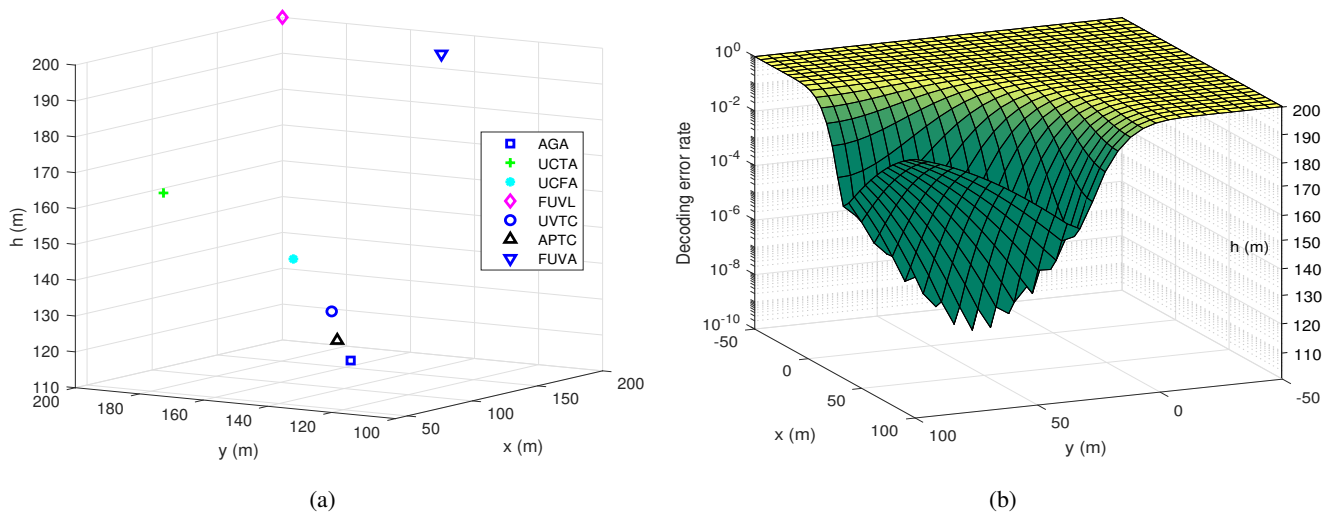 200
190
180
170
160
150
140
130
120
110
h (m)
200
180
160
140
120
100
y (m)
50
100
150
200
x (m)
AGA
UCTA
UCFA
FUVL
UVTC
APTC
FUVA
(a)
10^0
10^-2
10^-4
10^-6
10^-8
10^-10
Decoding error rate
-50
0
50
100
x (m)
100
50
0
-50
y (m)
200
190
180
170
160
150
140
130
120
110
h (m)
(b)